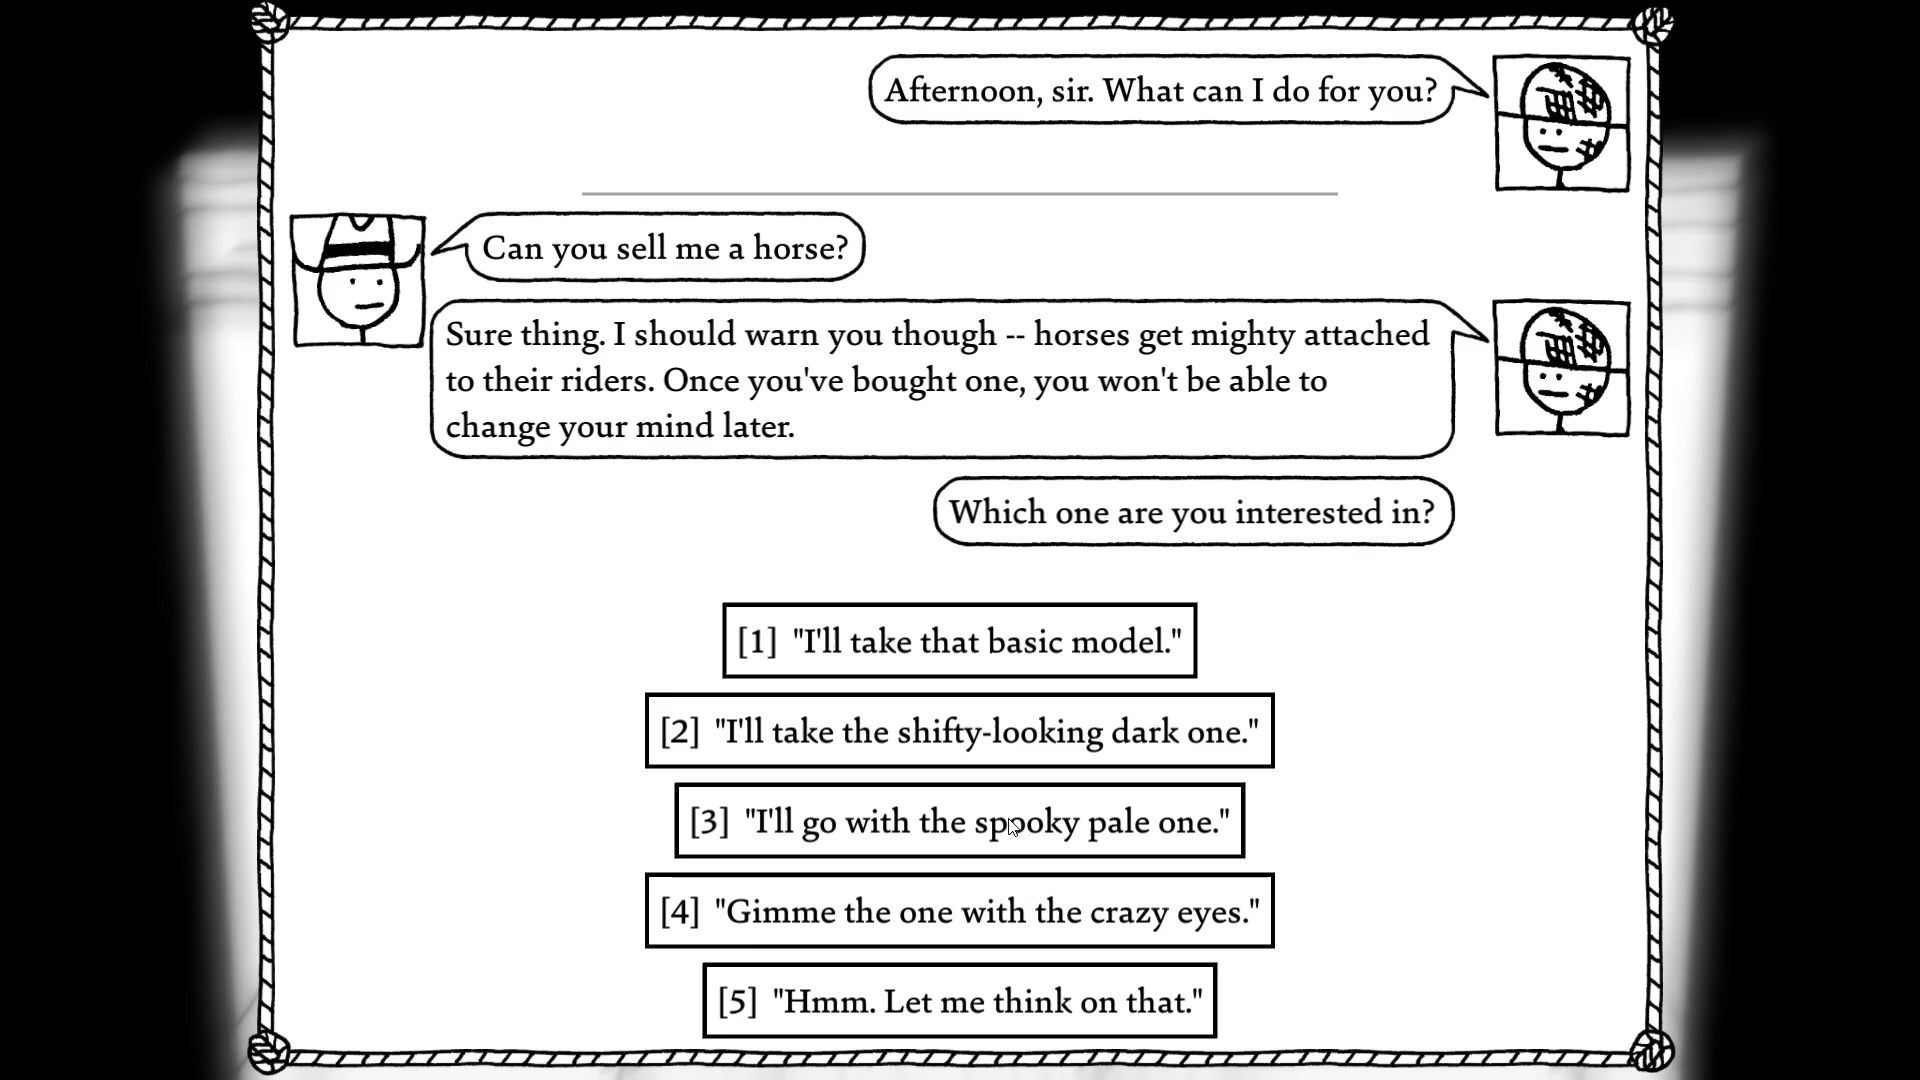 Afternoon, sir. What can I do for you?
Can you sell me a horse?
Sure thing. I should warn you though -- horses get mighty attached
to their riders. Once you've bought one, you won't be able to
change your mind later.
Which one are you interested in?
[1] "I'll take that basic model."
[2] "I'll take the shifty-looking dark one."
[3] "I'll go with the spooky pale one."
[4] "Gimme the one with the crazy eyes."
[5] "Hmm. Let me think on that."